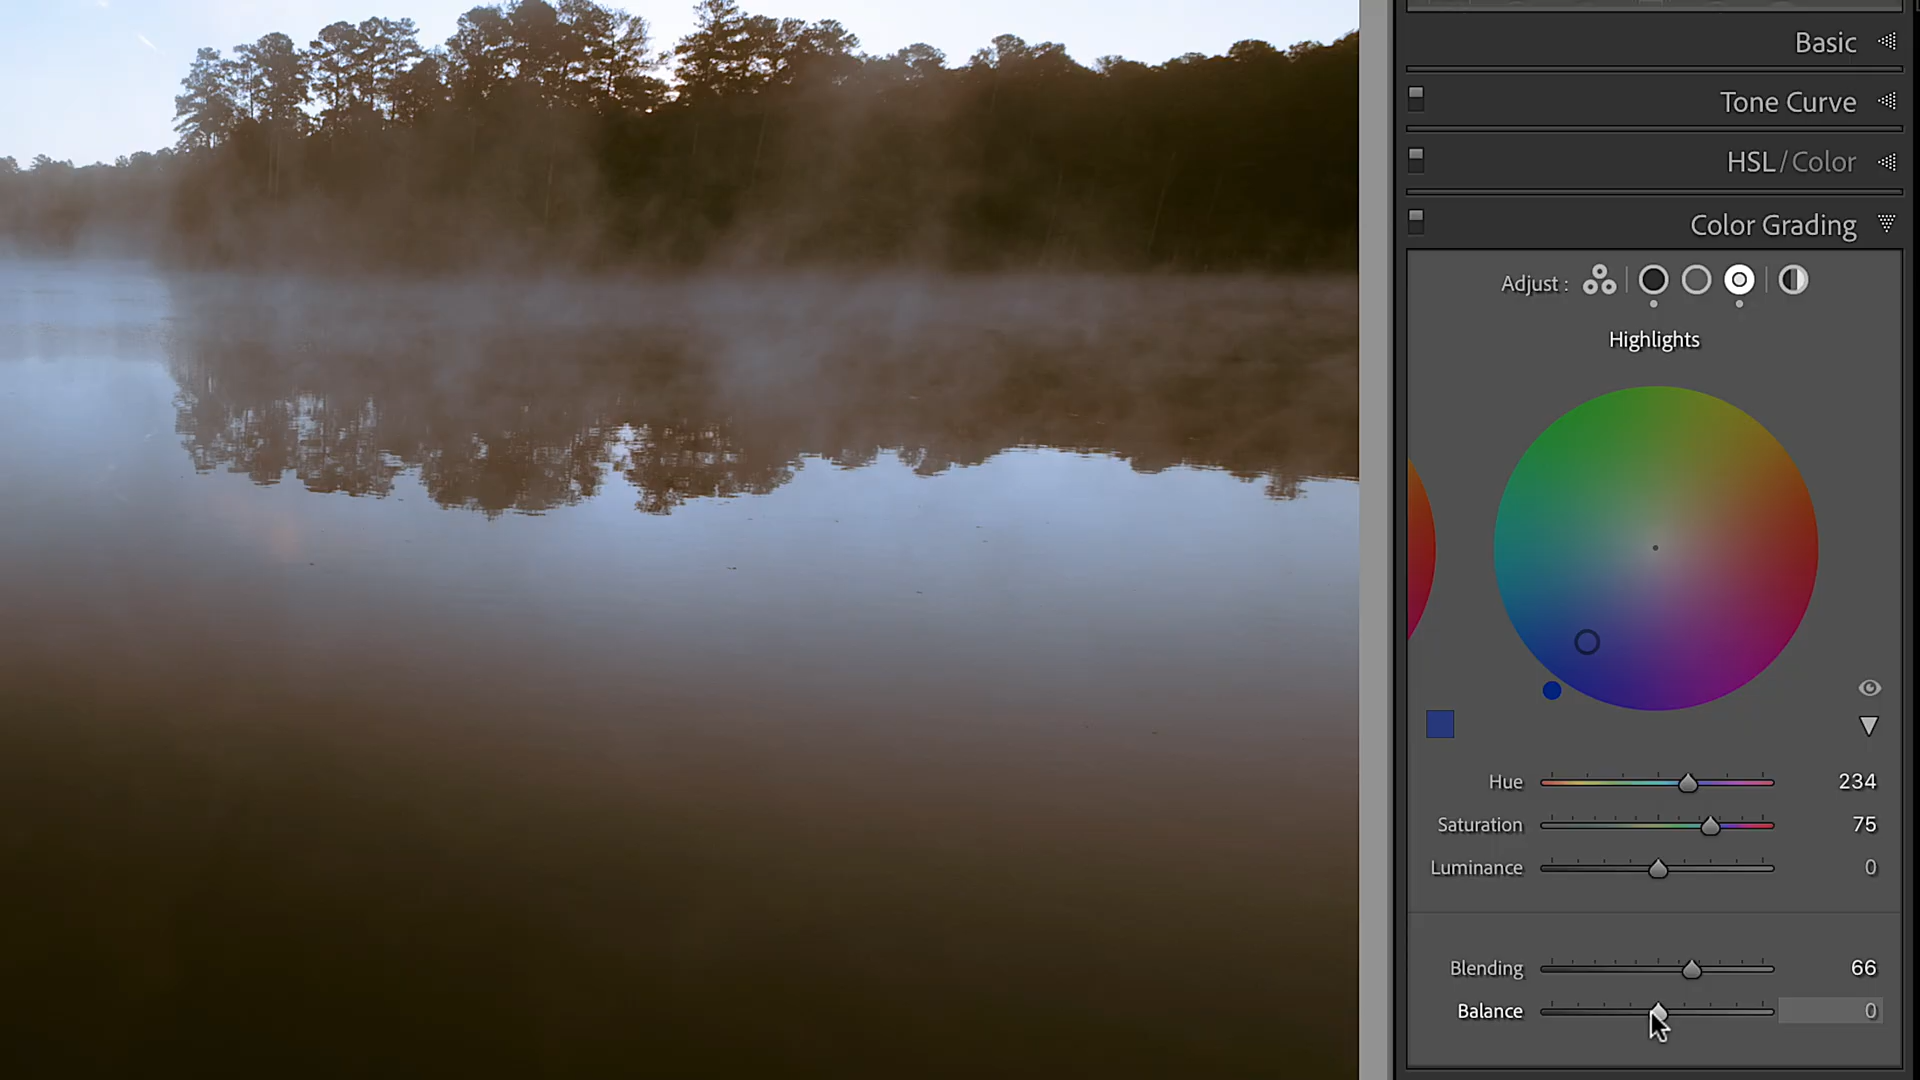 Basic
Tone Curve
HSL / Color
Color Grading
Adjust :
Highlights
Hue 234
Saturation 75
Luminance 0
Blending 66
Balance 0